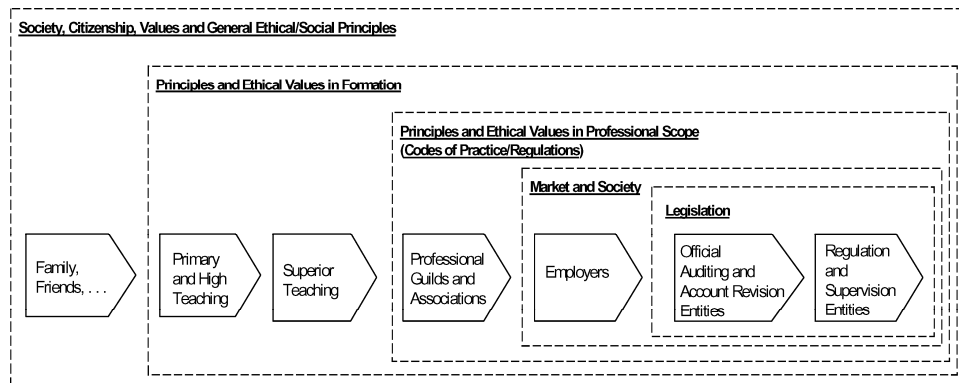 Society, Citizenship, Values and General Ethical/Social Principles
Principles and Ethical Values in Formation
Principles and Ethical Values in Professional Scope
(Codes of Practice/Regulations)
Market and Society
Legislation
Family,
Friends, . . .
Primary
and High
Teaching
Superior
Teaching
Professional
Guilds and
Associations
Employers
Official
Auditing and
Account Revision
Entities
Regulation
and
Supervision
Entities